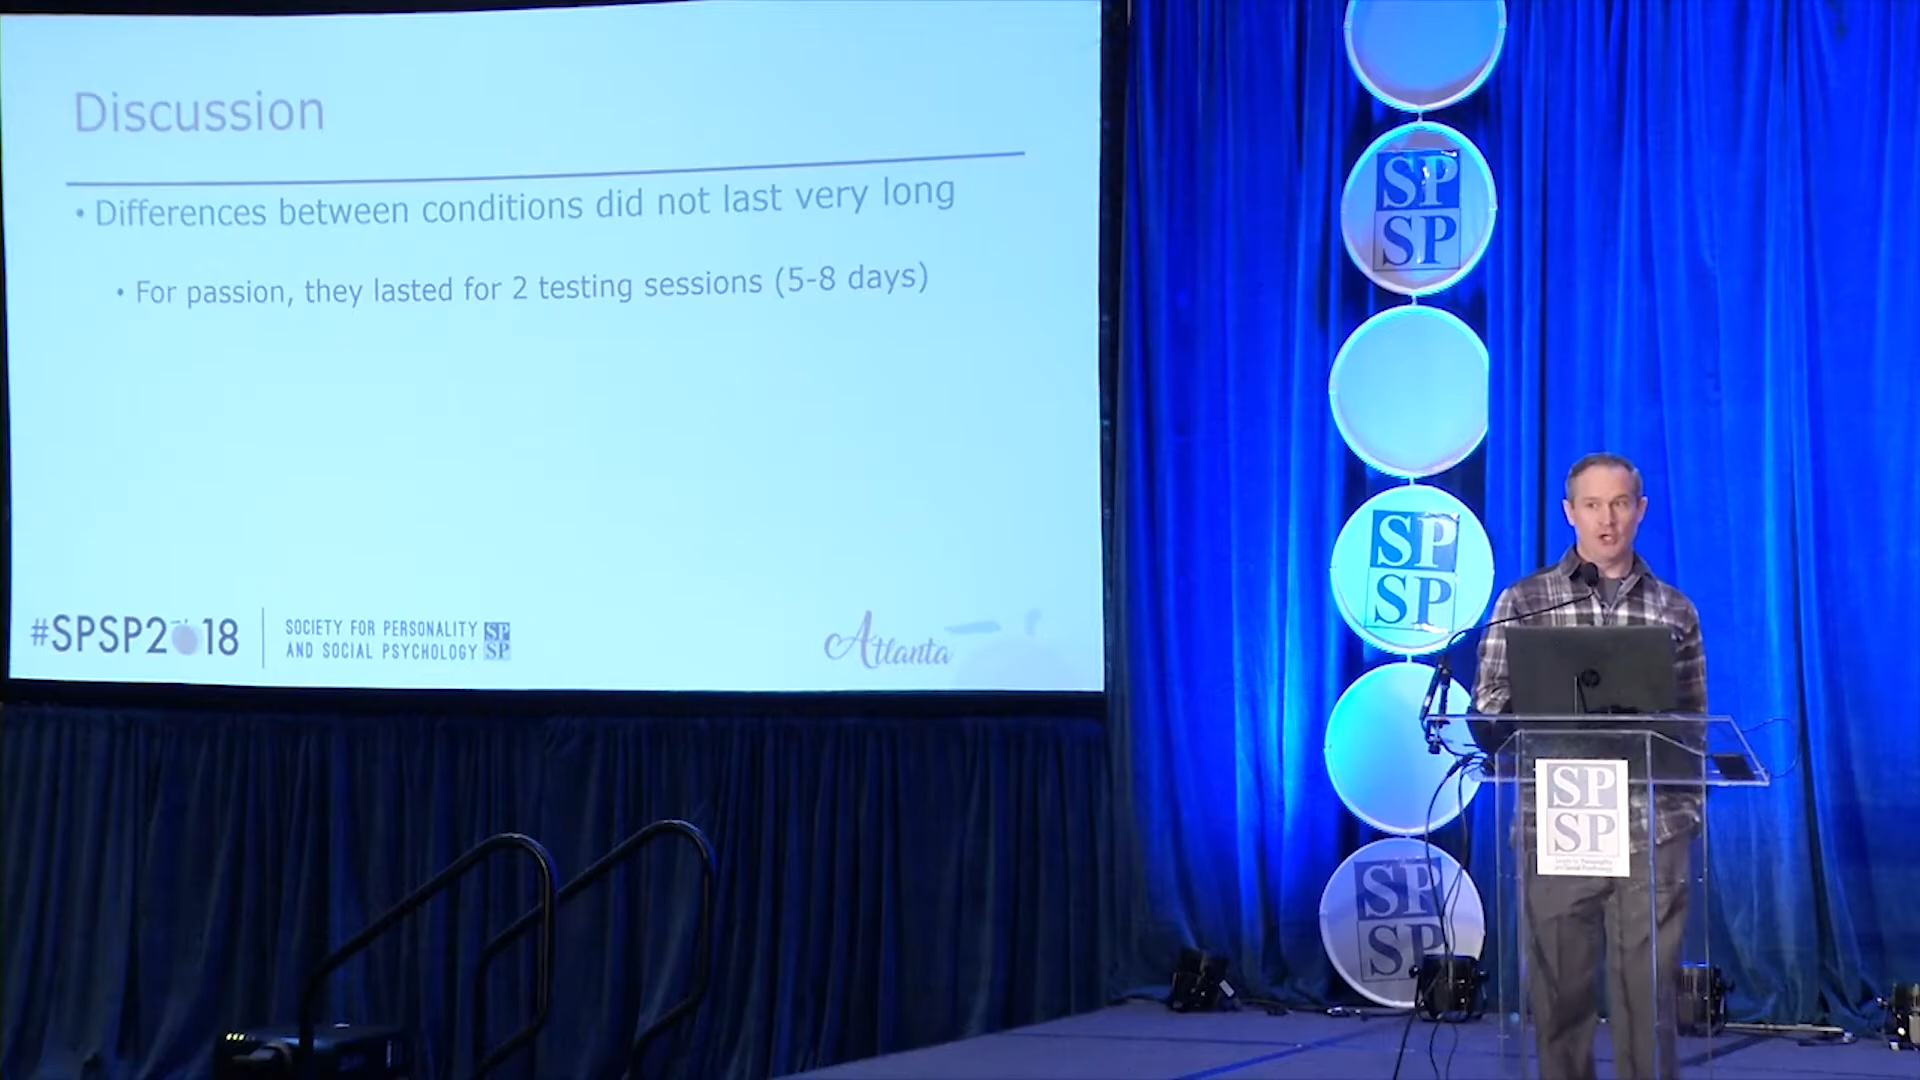 Discussion
• Differences between conditions did not last very long
• For passion, they lasted for 2 testing sessions (5-8 days)
#SPSP2018
SOCIETY FOR PERSONALITY
AND SOCIAL PSYCHOLOGY
SP
SP
Atlanta
SP
SP
SP
SP
SP
SP
SP
SP